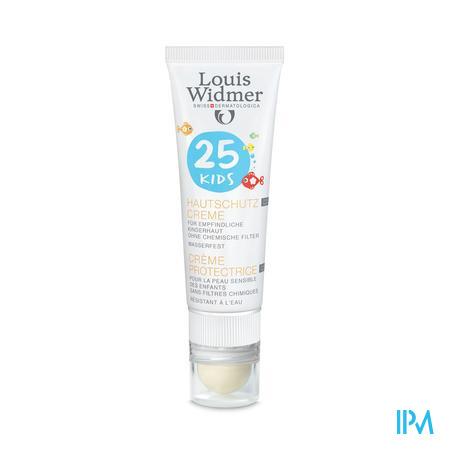 Louis
Widmer
SWISS DERMATOLOGICA
25
KIDS
HAUTSCHUTZ
CREME
FÜR EMPFINDLICHE
KINDERHAUT
OHNE CHEMISCHE FILTER
WASSERFEST
CRÈME
PROTECTRICE
POUR LA PEAU SENSIBLE
DES ENFANTS
SANS FILTRES CHIMIQUES
RÉSISTANT À L'EAU
IPM